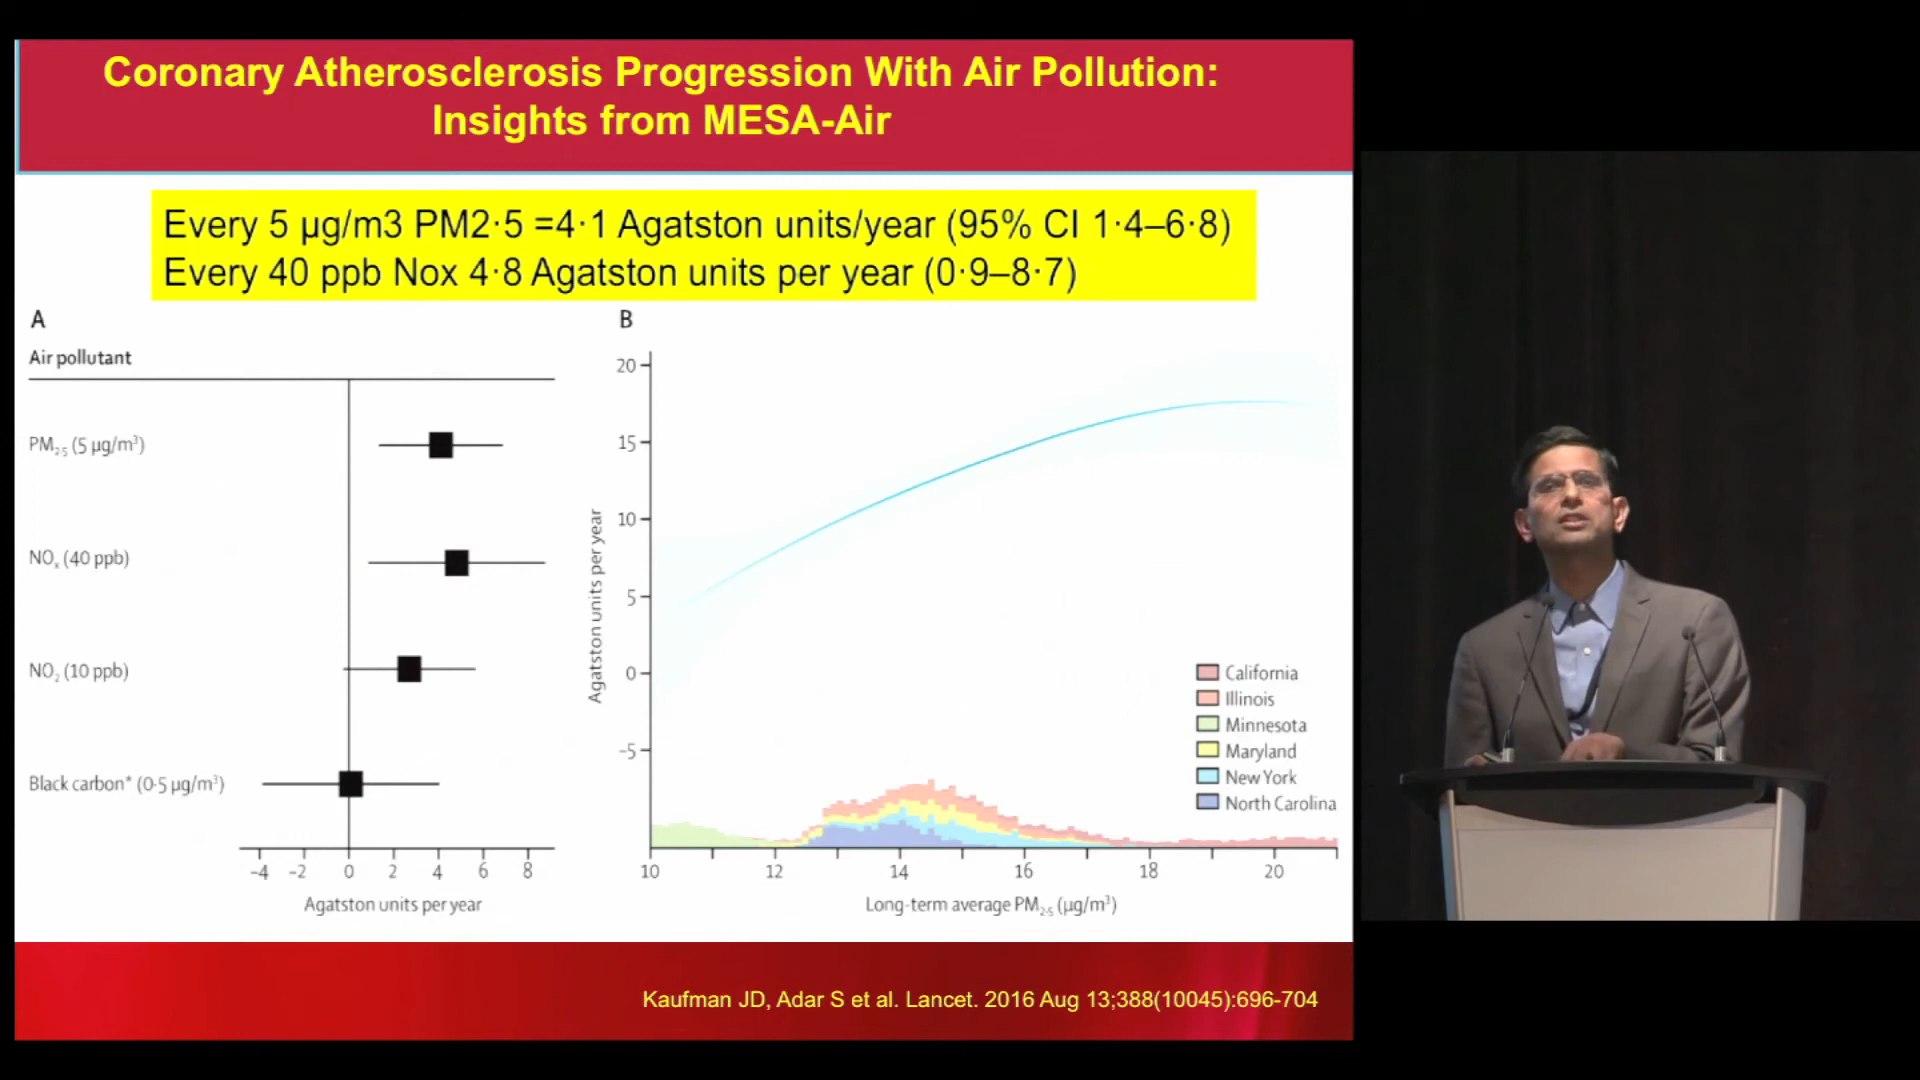 Coronary Atherosclerosis Progression With Air Pollution:
Insights from MESA-Air
Every 5 µg/m3 PM2·5 =4·1 Agatston units/year (95% CI 1·4–6·8)
Every 40 ppb Nox 4·8 Agatston units per year (0·9–8·7)
A
Air pollutant
PM2·5 (5 µg/m³)
NOx (40 ppb)
NO2 (10 ppb)
Black carbon* (0·5 µg/m³)
–4 –2 0 2 4 6 8
Agatston units per year
B
20
15
10
5
0
–5
Agatston units per year
California
Illinois
Minnesota
Maryland
New York
North Carolina
10 12 14 16 18 20
Long-term average PM2·5 (µg/m³)
Kaufman JD, Adar S et al. Lancet. 2016 Aug 13;388(10045):696-704